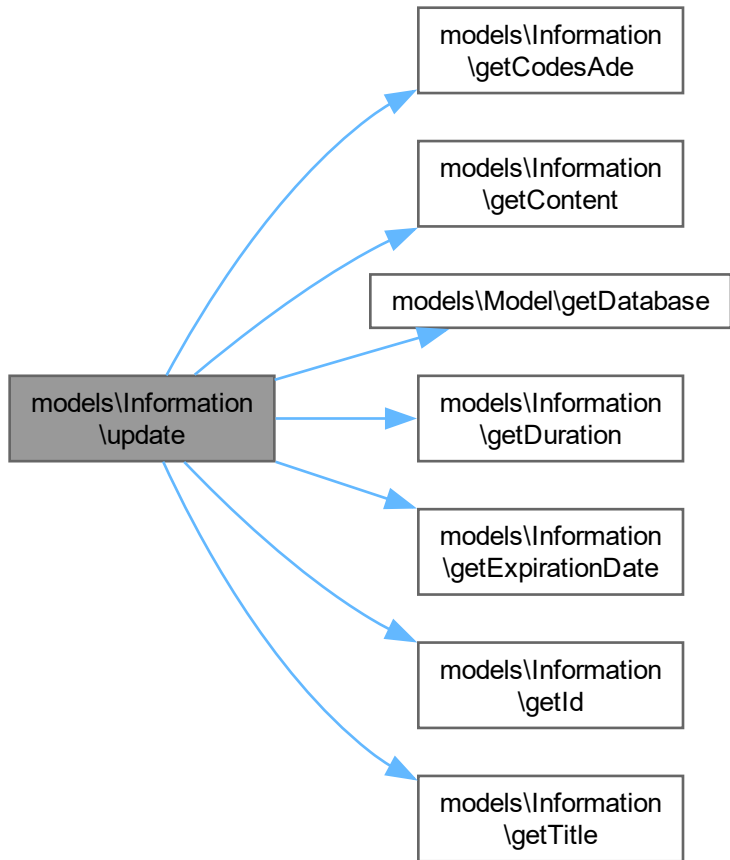 models\Information
\getCodesAde
models\Information
\getContent
models\Model\getDatabase
models\Information
\update
models\Information
\getDuration
models\Information
\getExpirationDate
models\Information
\getId
models\Information
\getTitle